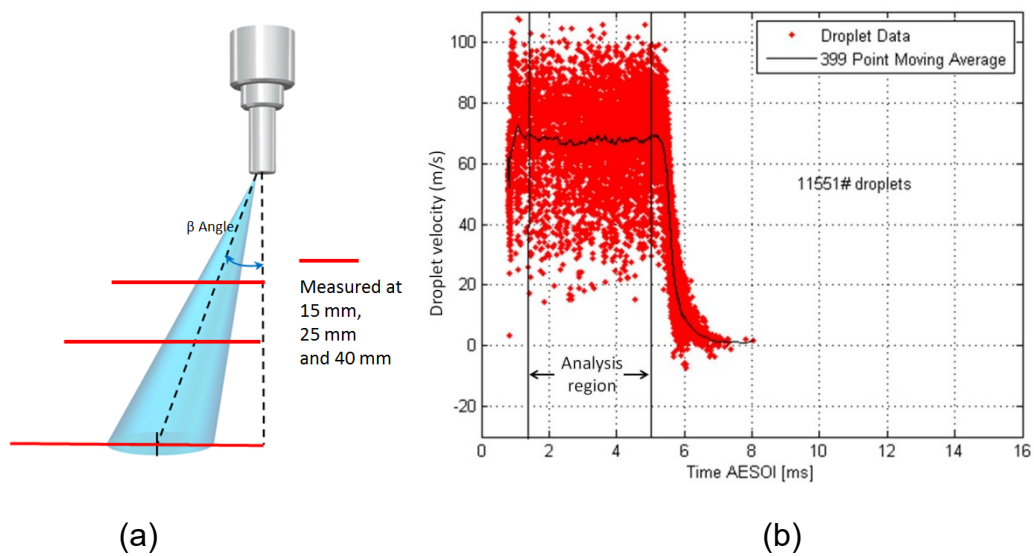 β Angle
Measured at
15 mm,
25 mm
and 40 mm
(a)
Droplet velocity (m/s)
100
80
60
40
20
0
-20
Droplet Data
399 Point Moving Average
11551# droplets
Analysis
region
0 2 4 6 8 10 12 14 16
Time AESOI [ms]
(b)